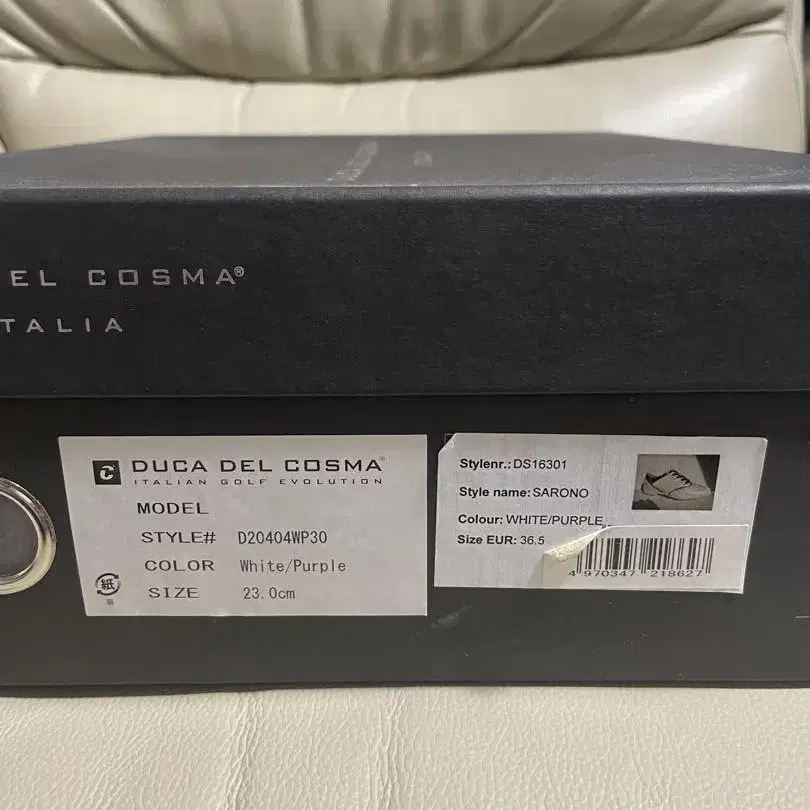 EL COSMA®
TALIA
DUCA DEL COSMA®
ITALIAN GOLF EVOLUTION
MODEL
STYLE# D20404WP30
COLOR White/Purple
SIZE 23.0cm
紙
Stylenr.: DS16301
Style name: SARONO
Colour: WHITE/PURPLE
Size EUR: 36.5
4 970347 218627